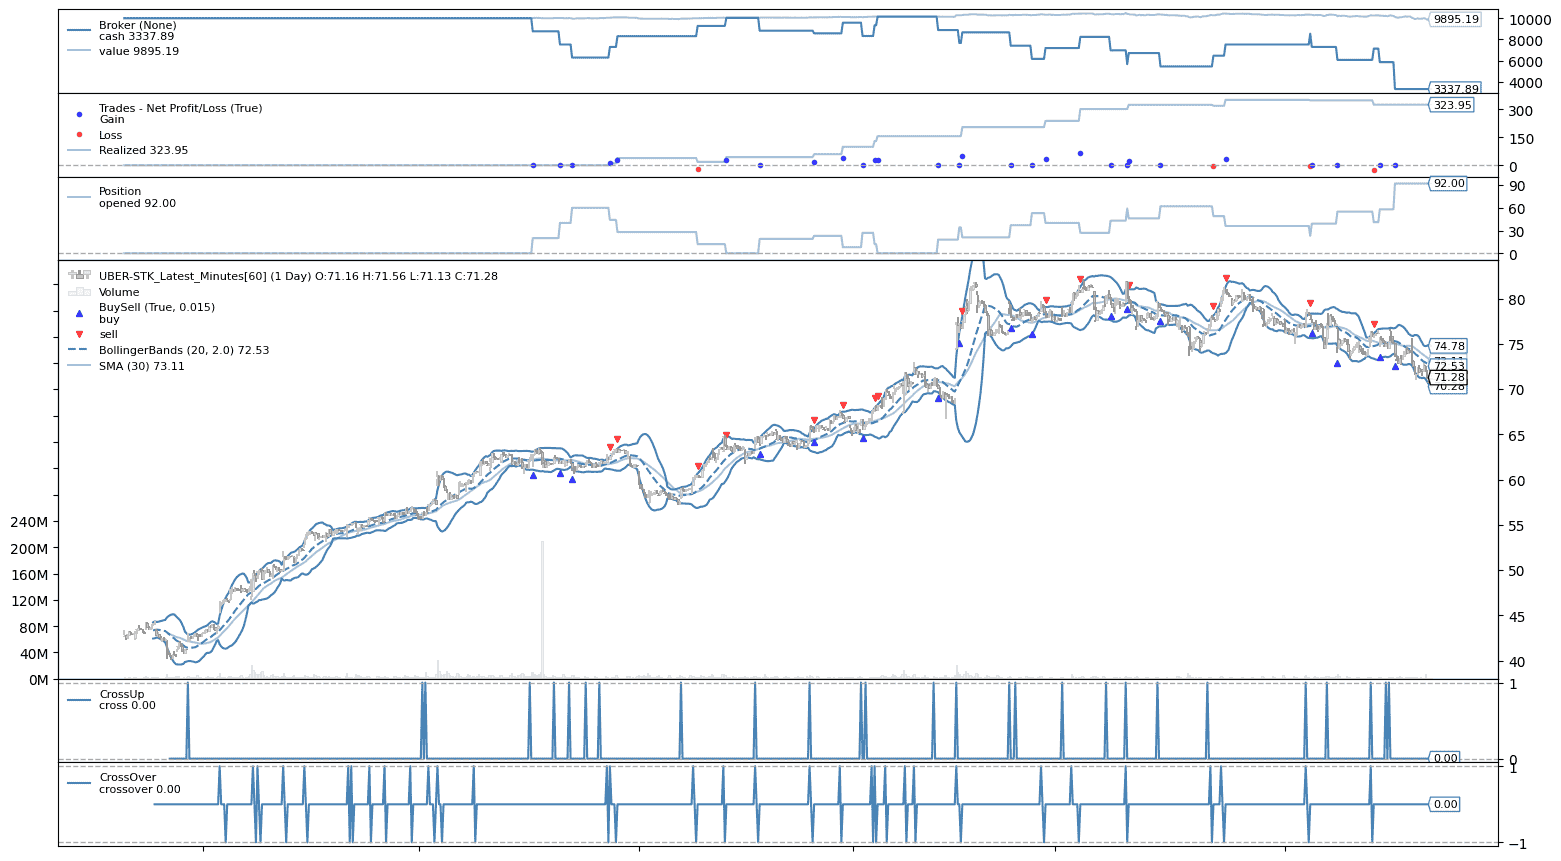 Broker (None)
cash 3337.89
value 9895.19
10000
8000
6000
4000
9895.19
3337.89
Trades - Net Profit/Loss (True)
Gain
Loss
Realized 323.95
300
150
0
323.95
Position
opened 92.00
90
60
30
0
92.00
UBER-STK_Latest_Minutes[60] (1 Day) O:71.16 H:71.56 L:71.13 C:71.28
Volume
BuySell (True, 0.015)
buy
sell
BollingerBands (20, 2.0) 72.53
SMA (30) 73.11
240M
200M
160M
120M
80M
40M
0M
80
75
70
65
60
55
50
45
40
74.78
72.53
71.28
70.28
CrossUp
cross 0.00
1
0
0.00
CrossOver
crossover 0.00
1
−1
0.00